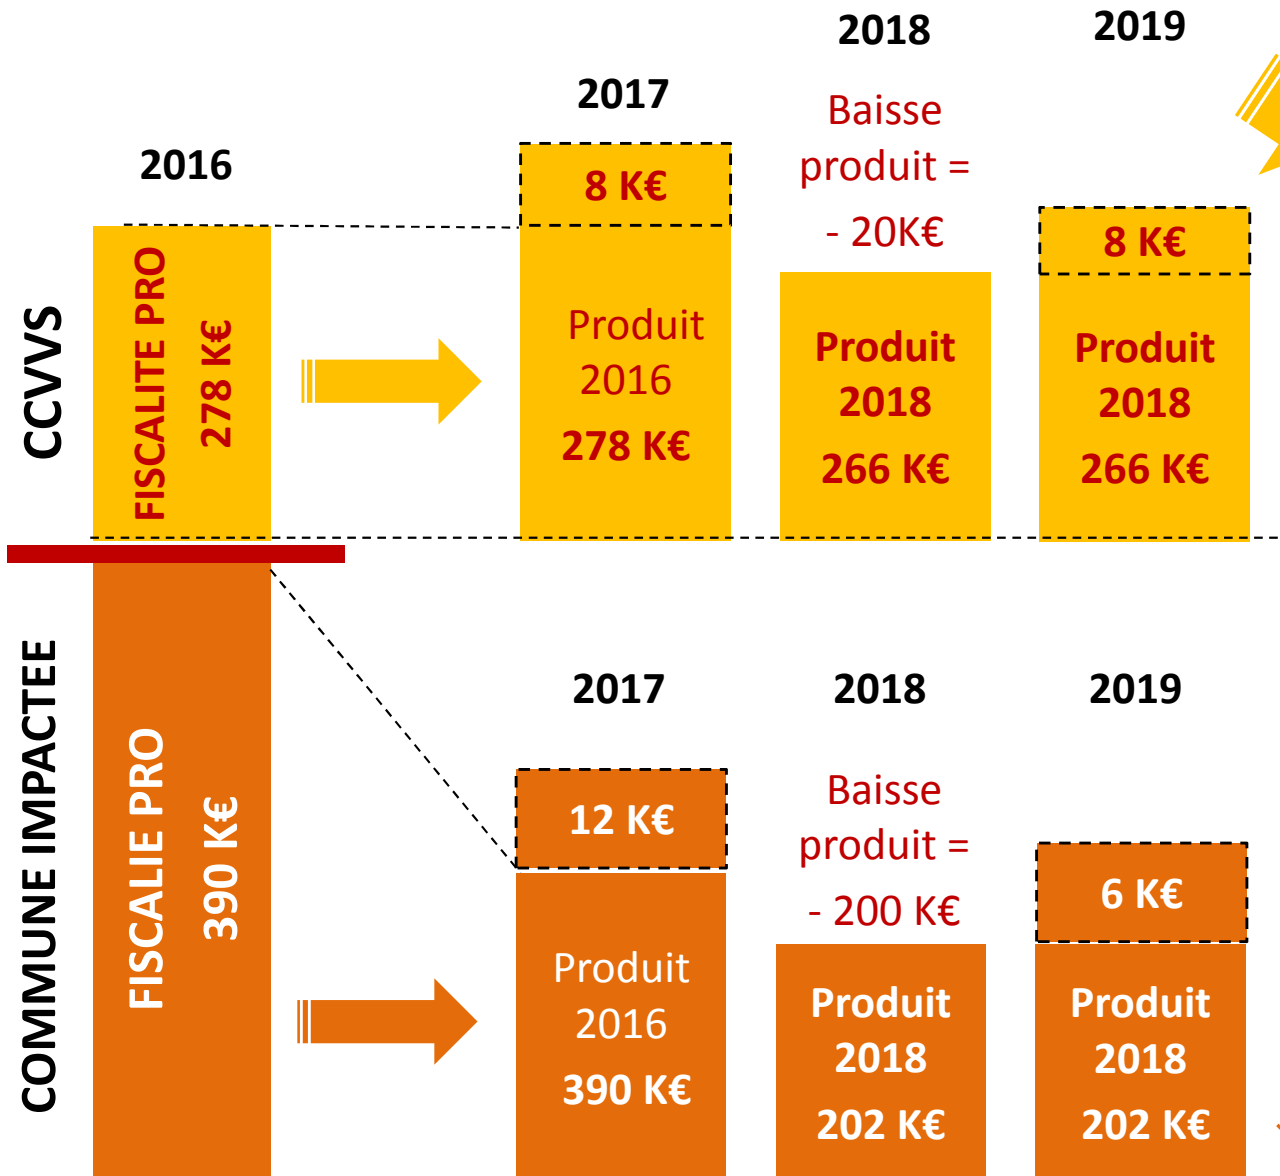 CCVVS
2016
FISCALITE PRO
278 K€
2017
8 K€
Produit
2016
278 K€
2018
Baisse
produit =
- 20K€
Produit
2018
266 K€
2019
8 K€
Produit
2018
266 K€
COMMUNE IMPACTEE
FISCALIE PRO
390 K€
2017
12 K€
Produit
2016
390 K€
2018
Baisse
produit =
- 200 K€
Produit
2018
202 K€
2019
6 K€
Produit
2018
202 K€